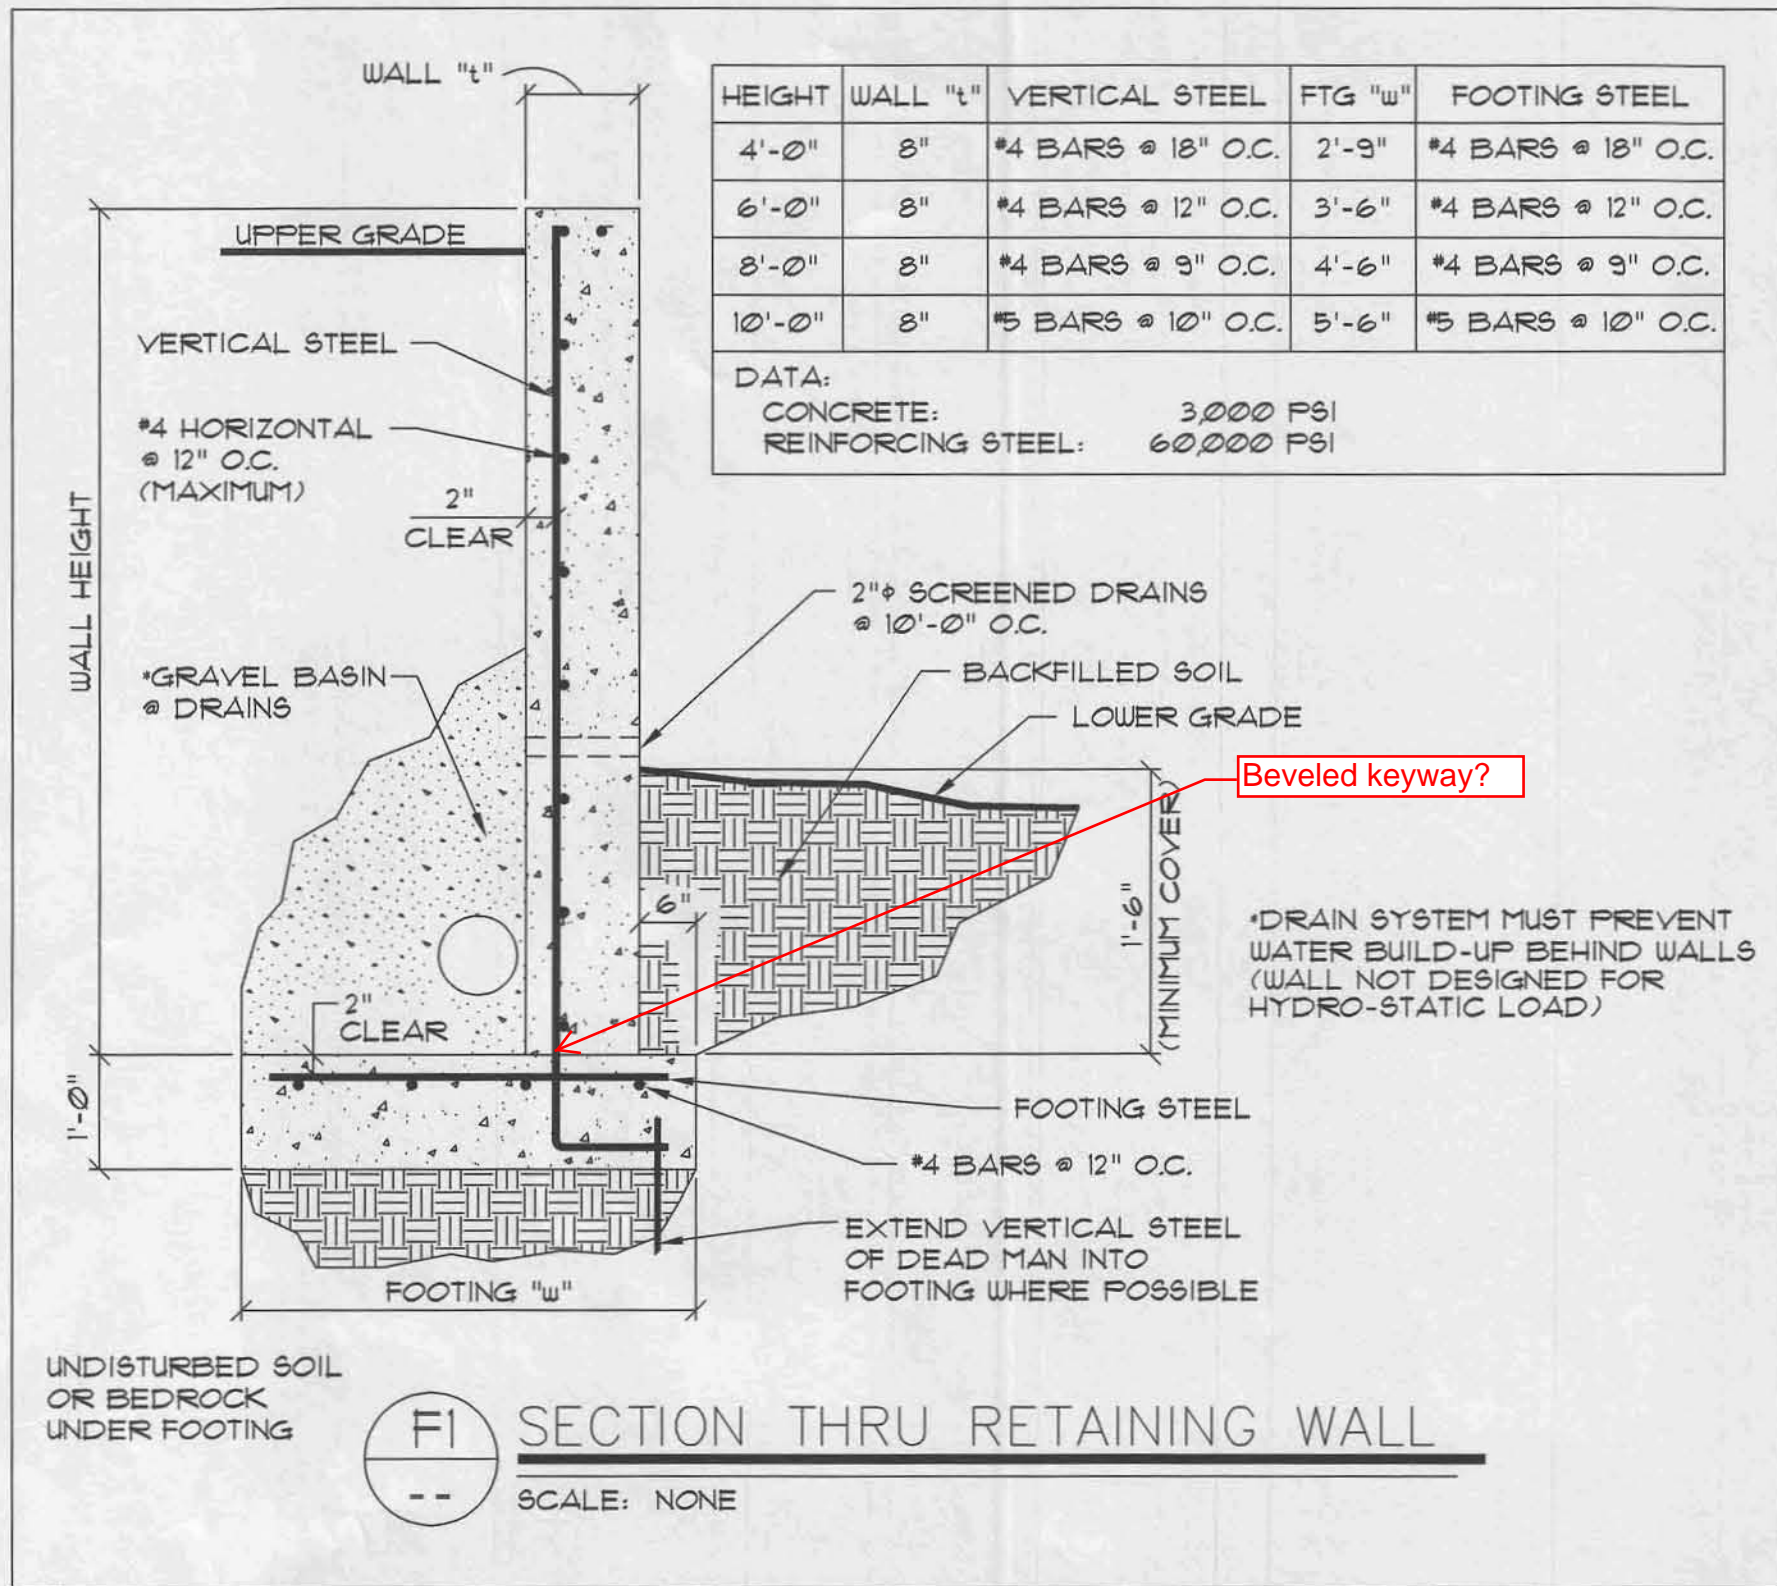 WALL "t"
HEIGHT WALL "t" VERTICAL STEEL FTG "w" FOOTING STEEL
4'-0" 8" #4 BARS @ 18" O.C. 2'-9" #4 BARS @ 18" O.C.
6'-0" 8" #4 BARS @ 12" O.C. 3'-6" #4 BARS @ 12" O.C.
8'-0" 8" #4 BARS @ 9" O.C. 4'-6" #4 BARS @ 9" O.C.
10'-0" 8" #5 BARS @ 10" O.C. 5'-6" #5 BARS @ 10" O.C.
DATA:
CONCRETE: 3,000 PSI
REINFORCING STEEL: 60,000 PSI
UPPER GRADE
VERTICAL STEEL
#4 HORIZONTAL
@ 12" O.C.
(MAXIMUM)
2"
CLEAR
WALL HEIGHT
2"ϕ SCREENED DRAINS
@ 10'-0" O.C.
*GRAVEL BASIN
@ DRAINS
BACKFILLED SOIL
LOWER GRADE
Beveled keyway?
6"
1'-6"
(MINIMUM COVER)
*DRAIN SYSTEM MUST PREVENT
WATER BUILD-UP BEHIND WALLS
(WALL NOT DESIGNED FOR
HYDRO-STATIC LOAD)
2"
CLEAR
1'-0"
FOOTING STEEL
#4 BARS @ 12" O.C.
EXTEND VERTICAL STEEL
OF DEAD MAN INTO
FOOTING WHERE POSSIBLE
FOOTING "w"
UNDISTURBED SOIL
OR BEDROCK
UNDER FOOTING
F1
--
SECTION THRU RETAINING WALL
SCALE: NONE